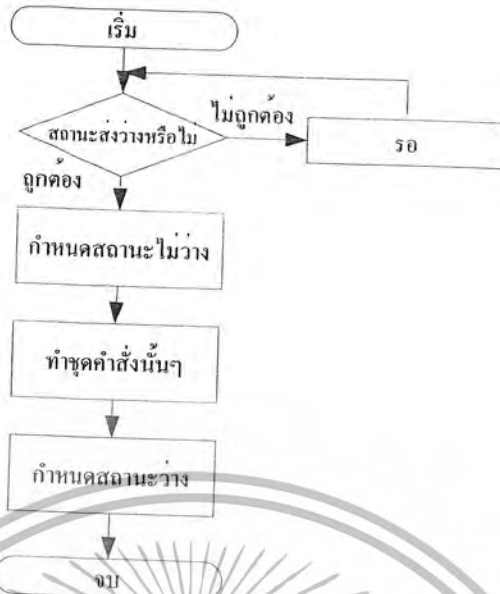 เริ่ม
สถานะส่งว่างหรือไม่
ไม่ถูกต้อง
รอ
ถูกต้อง
กำหนดสถานะไม่ว่าง
ทำชุดคำสั่งนั้นๆ
กำหนดสถานะว่าง
จบ